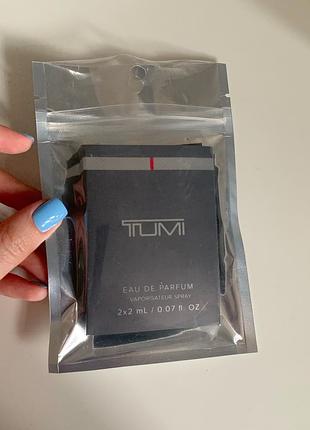 TUMI
EAU DE PARFUM
VAPORISATEUR SPRAY
2x2 mL / 0.07 fl. OZ